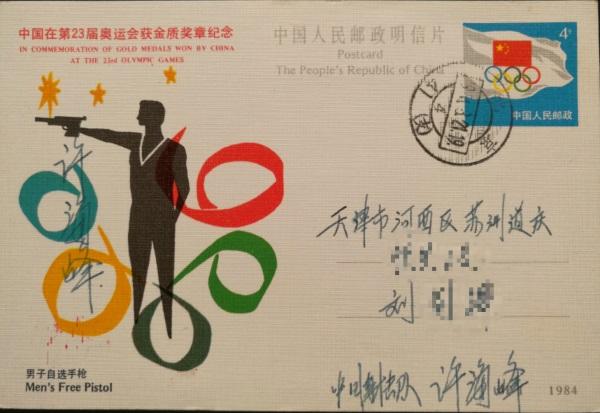 中国在第23届奥运会获金质奖章纪念
IN COMMEMORATION OF GOLD MEDALS WON BY CHINA
AT THE 23rd OLYMPIC GAMES
中国人民邮政明信片
Postcard
The People's Republic of China
4分
中国人民邮政
许海峰
天津市河西区苏州道
刘
中国射击队 许海峰
男子自选手枪
Men's Free Pistol
1984